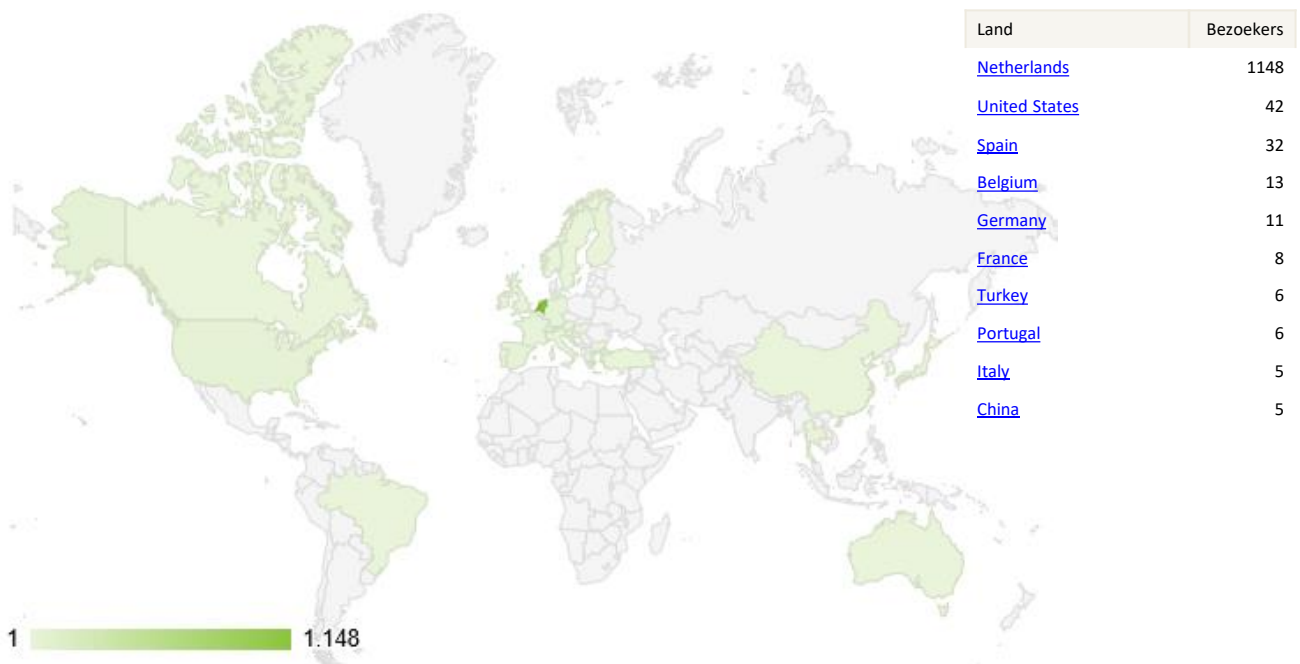 Land Bezoekers
Netherlands 1148
United States 42
Spain 32
Belgium 13
Germany 11
France 8
Turkey 6
Portugal 6
Italy 5
China 5
1 1.148